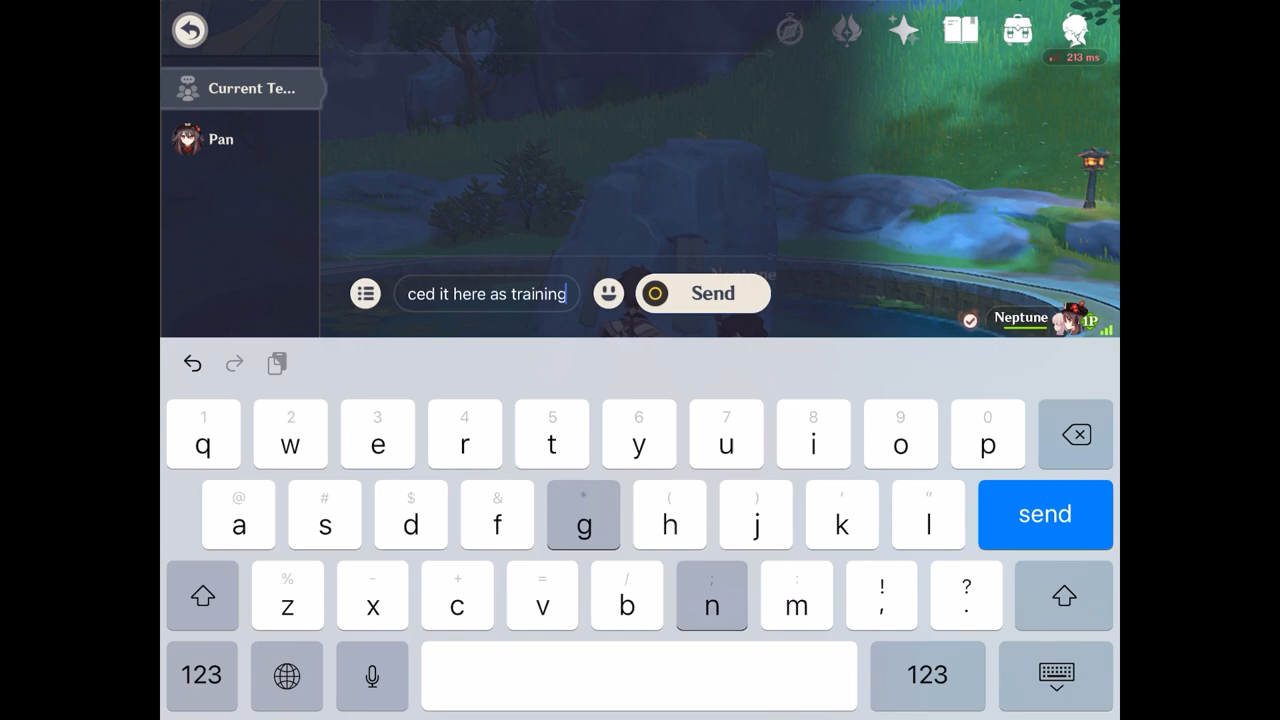 213 ms
Current Te...
Pan
Neptune
ced it here as training
Send
Neptune
1P
1 2 3 4 5 6 7 8 9 0
q w e r t y u i o p
@ # $ & * ( ) ' "
a s d f g h j k l send
% - + = / ; : ! ?
z x c v b n m , .
123 123